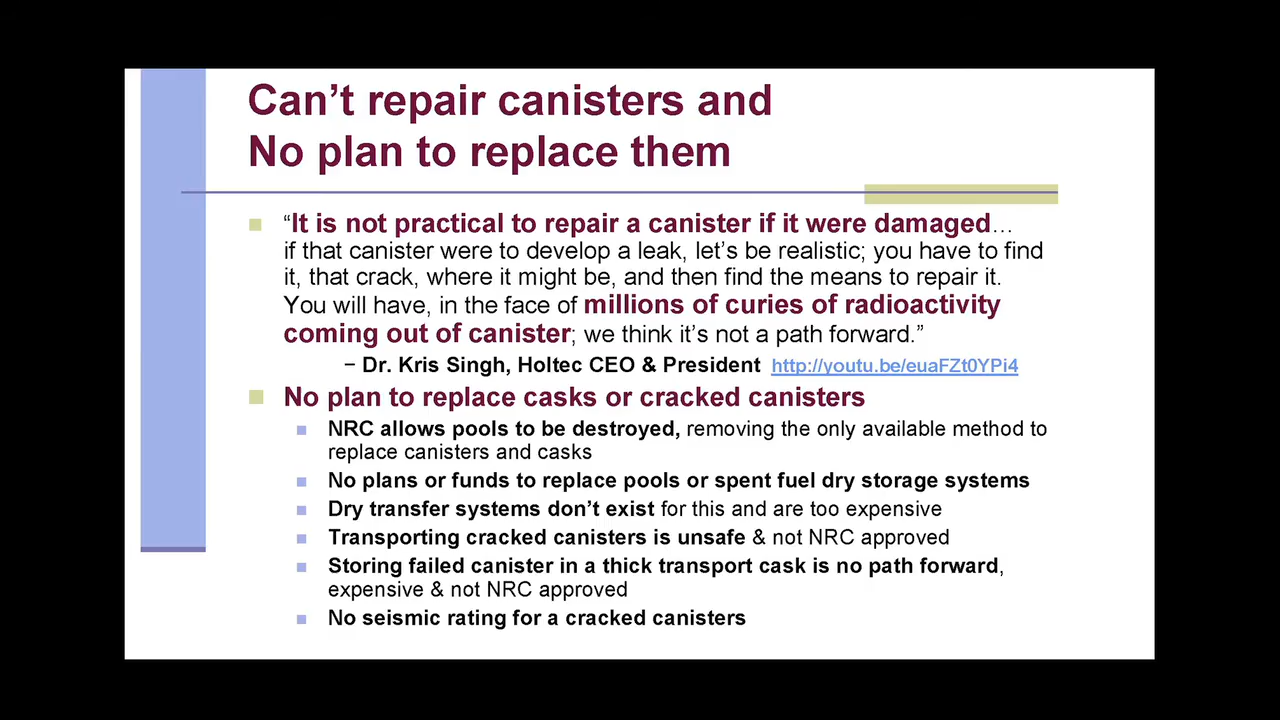 Can’t repair canisters and
No plan to replace them
“It is not practical to repair a canister if it were damaged…
if that canister were to develop a leak, let’s be realistic; you have to find
it, that crack, where it might be, and then find the means to repair it.
You will have, in the face of millions of curies of radioactivity
coming out of canister; we think it’s not a path forward.”
− Dr. Kris Singh, Holtec CEO & President http://youtu.be/euaFZt0YPi4
No plan to replace casks or cracked canisters
NRC allows pools to be destroyed, removing the only available method to
replace canisters and casks
No plans or funds to replace pools or spent fuel dry storage systems
Dry transfer systems don’t exist for this and are too expensive
Transporting cracked canisters is unsafe & not NRC approved
Storing failed canister in a thick transport cask is no path forward,
expensive & not NRC approved
No seismic rating for a cracked canisters